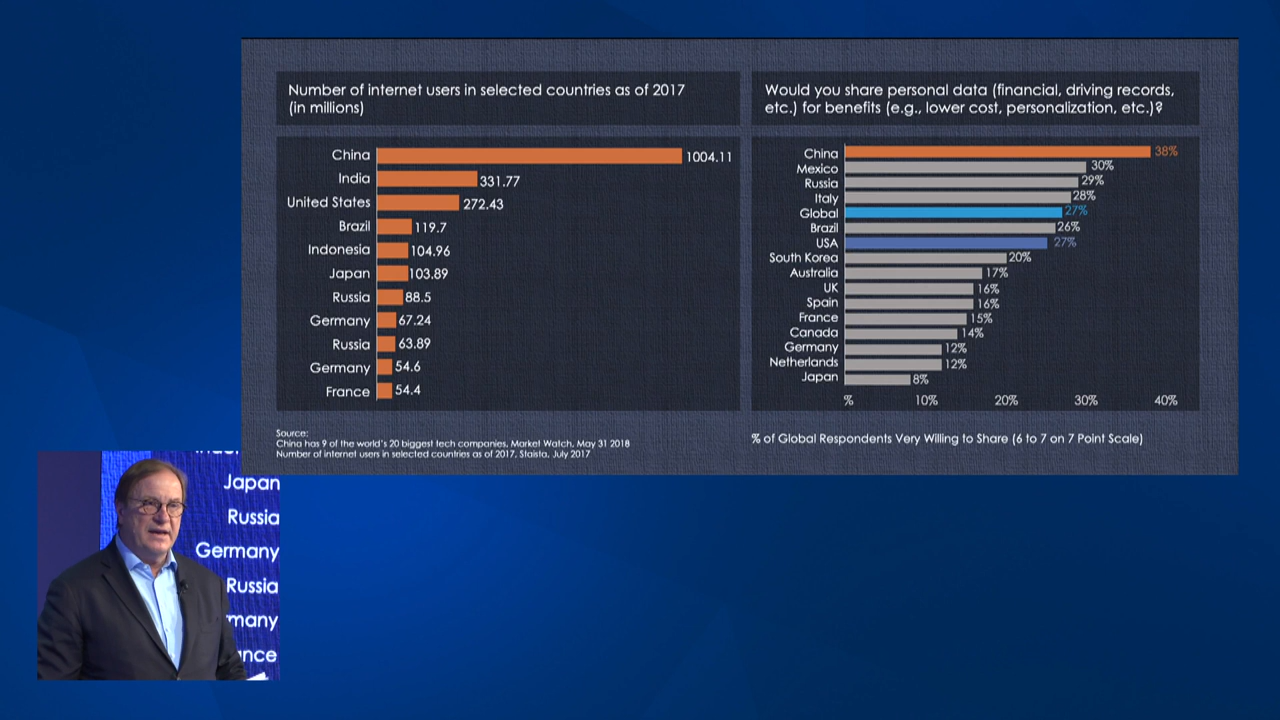 Number of internet users in selected countries as of 2017
(in millions)
China 1004.11
India 331.77
United States 272.43
Brazil 119.7
Indonesia 104.96
Japan 103.89
Russia 88.5
Germany 67.24
Russia 63.89
Germany 54.6
France 54.4
Source:
China has 9 of the world's 20 biggest tech companies, Market Watch, May 31 2018
Number of internet users in selected countries as of 2017, Staista, July 2017
Would you share personal data (financial, driving records,
etc.) for benefits (e.g., lower cost, personalization, etc.)?
China 38%
Mexico 30%
Russia 29%
Italy 28%
Global 27%
Brazil 26%
USA 27%
South Korea 20%
Australia 17%
UK 16%
Spain 16%
France 15%
Canada 14%
Germany 12%
Netherlands 12%
Japan 8%
% 10% 20% 30% 40%
% of Global Respondents Very Willing to Share (6 to 7 on 7 Point Scale)
Japan
Russia
Germany
Russia
many
nce